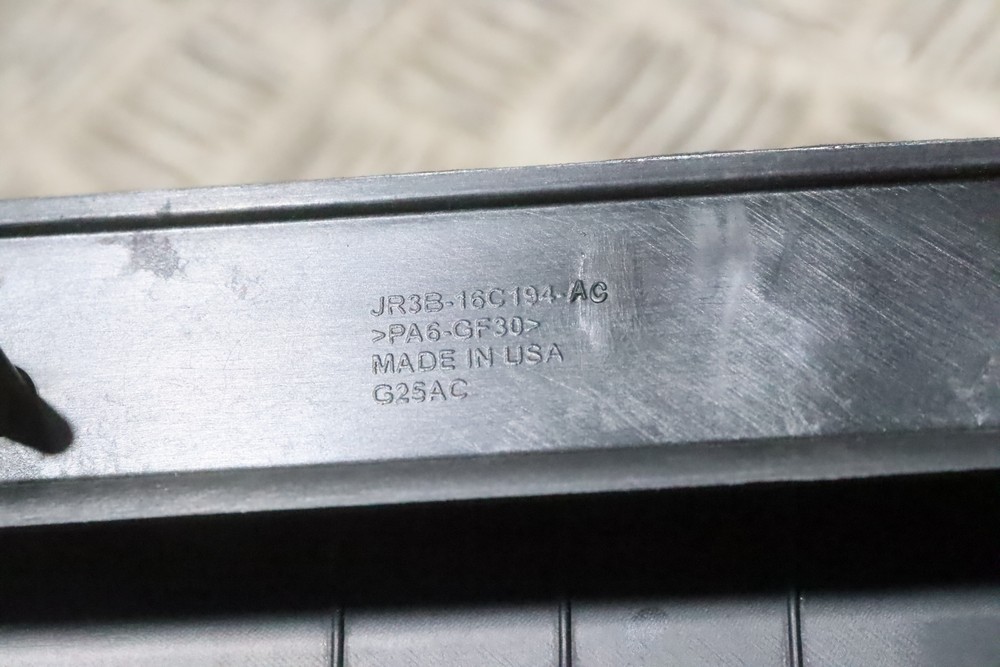 JR3B-16C194-AC
>PA6-GF30>
MADE IN USA
G25AC